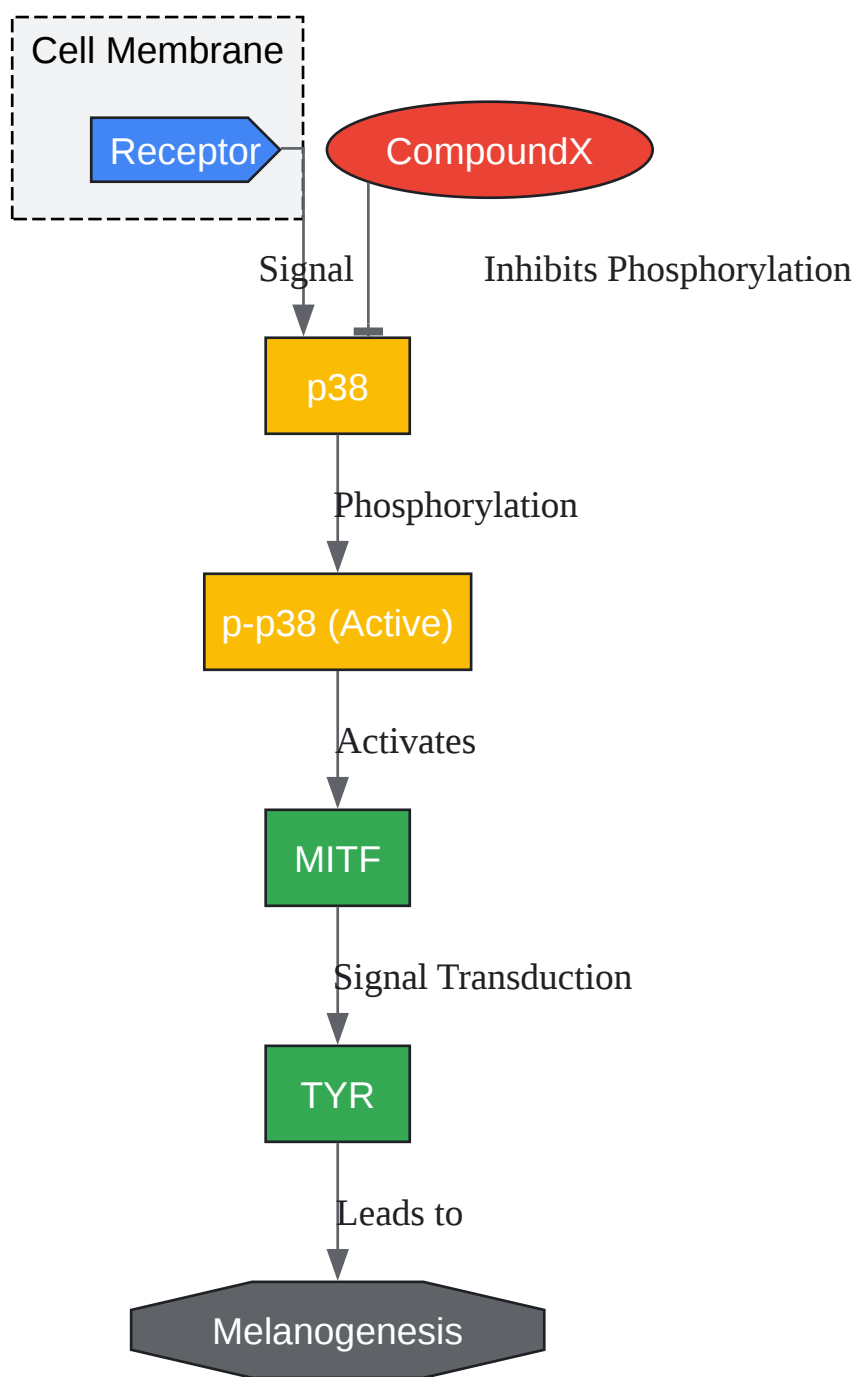 Cell Membrane
Receptor
CompoundX
Signal
Inhibits Phosphorylation
p38
Phosphorylation
p-p38 (Active)
Activates
MITF
Signal Transduction
TYR
Leads to
Melanogenesis